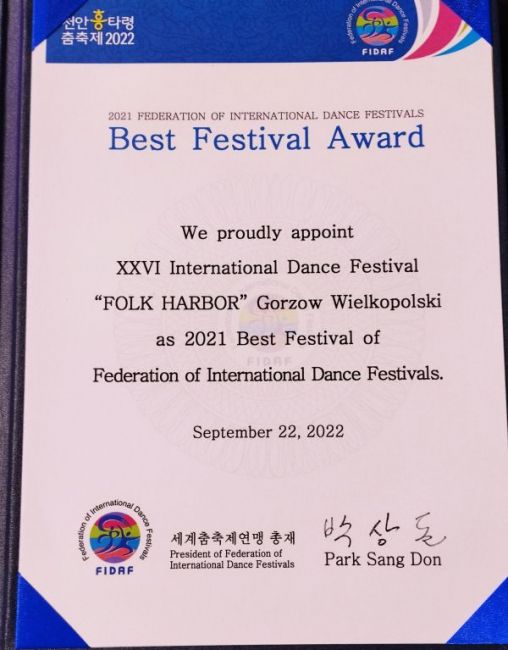 천안흥타령
춤축제2022
Federation of International Dance Festivals
FIDAF
2021 FEDERATION OF INTERNATIONAL DANCE FESTIVALS
Best Festival Award
We proudly appoint
XXVI International Dance Festival
“FOLK HARBOR” Gorzow Wielkopolski
as 2021 Best Festival of
Federation of International Dance Festivals.
FIDAF
September 22, 2022
Federation of International Dance Festivals
FIDAF
세계춤축제연맹 총재
President of Federation of
International Dance Festivals
박상돈
Park Sang Don